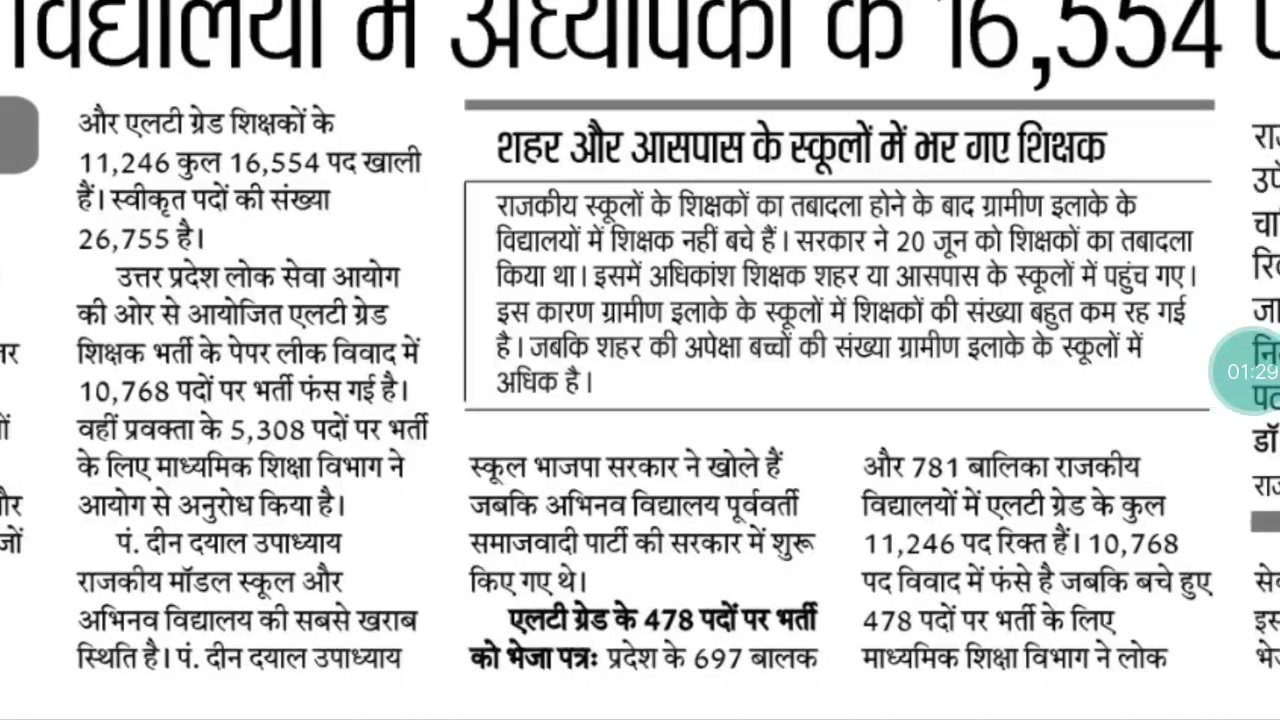 विद्यालयों में अध्यापकों के 16,554
और एलटी ग्रेड शिक्षकों के
11,246 कुल 16,554 पद खाली
हैं। स्वीकृत पदों की संख्या
26,755 है।
उत्तर प्रदेश लोक सेवा आयोग
की ओर से आयोजित एलटी ग्रेड
शिक्षक भर्ती के पेपर लीक विवाद में
10,768 पदों पर भर्ती फंस गई है।
वहीं प्रवक्ता के 5,308 पदों पर भर्ती
के लिए माध्यमिक शिक्षा विभाग ने
आयोग से अनुरोध किया है।
पं. दीन दयाल उपाध्याय
राजकीय मॉडल स्कूल और
अभिनव विद्यालय की सबसे खराब
स्थिति है। पं. दीन दयाल उपाध्याय
शहर और आसपास के स्कूलों में भर गए शिक्षक
राजकीय स्कूलों के शिक्षकों का तबादला होने के बाद ग्रामीण इलाके के
विद्यालयों में शिक्षक नहीं बचे हैं। सरकार ने 20 जून को शिक्षकों का तबादला
किया था। इसमें अधिकांश शिक्षक शहर या आसपास के स्कूलों में पहुंच गए।
इस कारण ग्रामीण इलाके के स्कूलों में शिक्षकों की संख्या बहुत कम रह गई
है। जबकि शहर की अपेक्षा बच्चों की संख्या ग्रामीण इलाके के स्कूलों में
अधिक है।
स्कूल भाजपा सरकार ने खोले हैं
जबकि अभिनव विद्यालय पूर्ववर्ती
समाजवादी पार्टी की सरकार में शुरू
किए गए थे।
एलटी ग्रेड के 478 पदों पर भर्ती
को भेजा पत्रः प्रदेश के 697 बालक
और 781 बालिका राजकीय
विद्यालयों में एलटी ग्रेड के कुल
11,246 पद रिक्त हैं। 10,768
पद विवाद में फंसे है जबकि बचे हुए
478 पदों पर भर्ती के लिए
माध्यमिक शिक्षा विभाग ने लोक
01:29